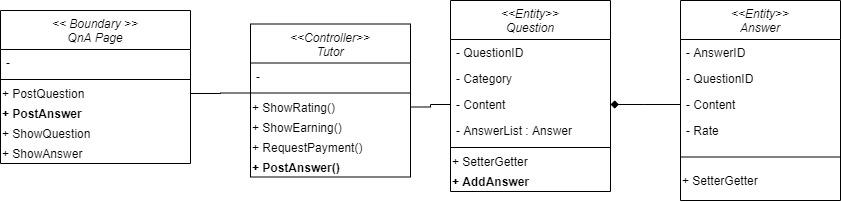 << Boundary >>
QnA Page
-
+ PostQuestion
+ PostAnswer
+ ShowQuestion
+ ShowAnswer
<<Controller>>
Tutor
-
+ ShowRating()
+ ShowEarning()
+ RequestPayment()
+ PostAnswer()
<<Entity>>
Question
- QuestionID
- Category
- Content
- AnswerList : Answer
+ SetterGetter
+ AddAnswer
<<Entity>>
Answer
- AnswerID
- QuestionID
- Content
- Rate
+ SetterGetter